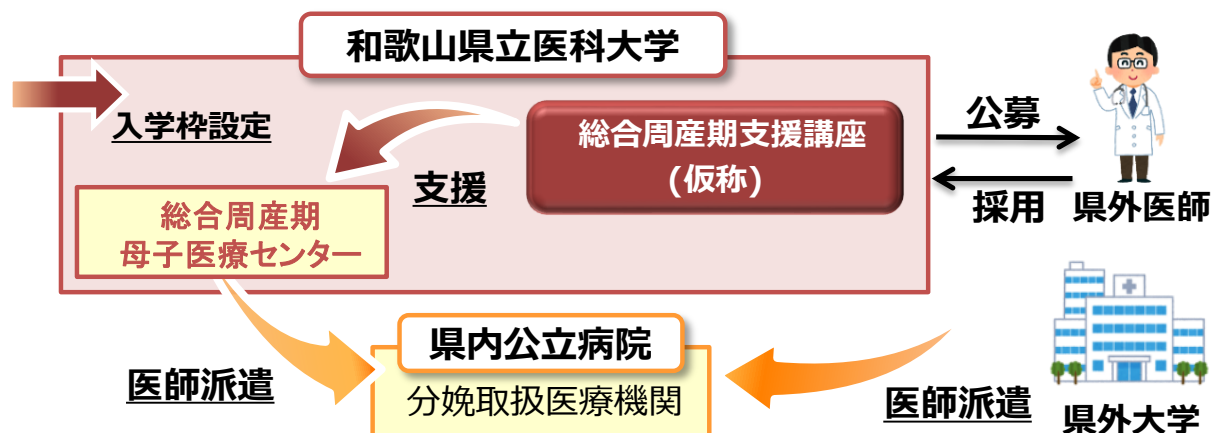 和歌山県立医科大学
入学枠設定
総合周産期支援講座
(仮称)
支援
総合周産期
母子医療センター
公募
採用
県外医師
県内公立病院
分娩取扱医療機関
医師派遣
医師派遣
県外大学